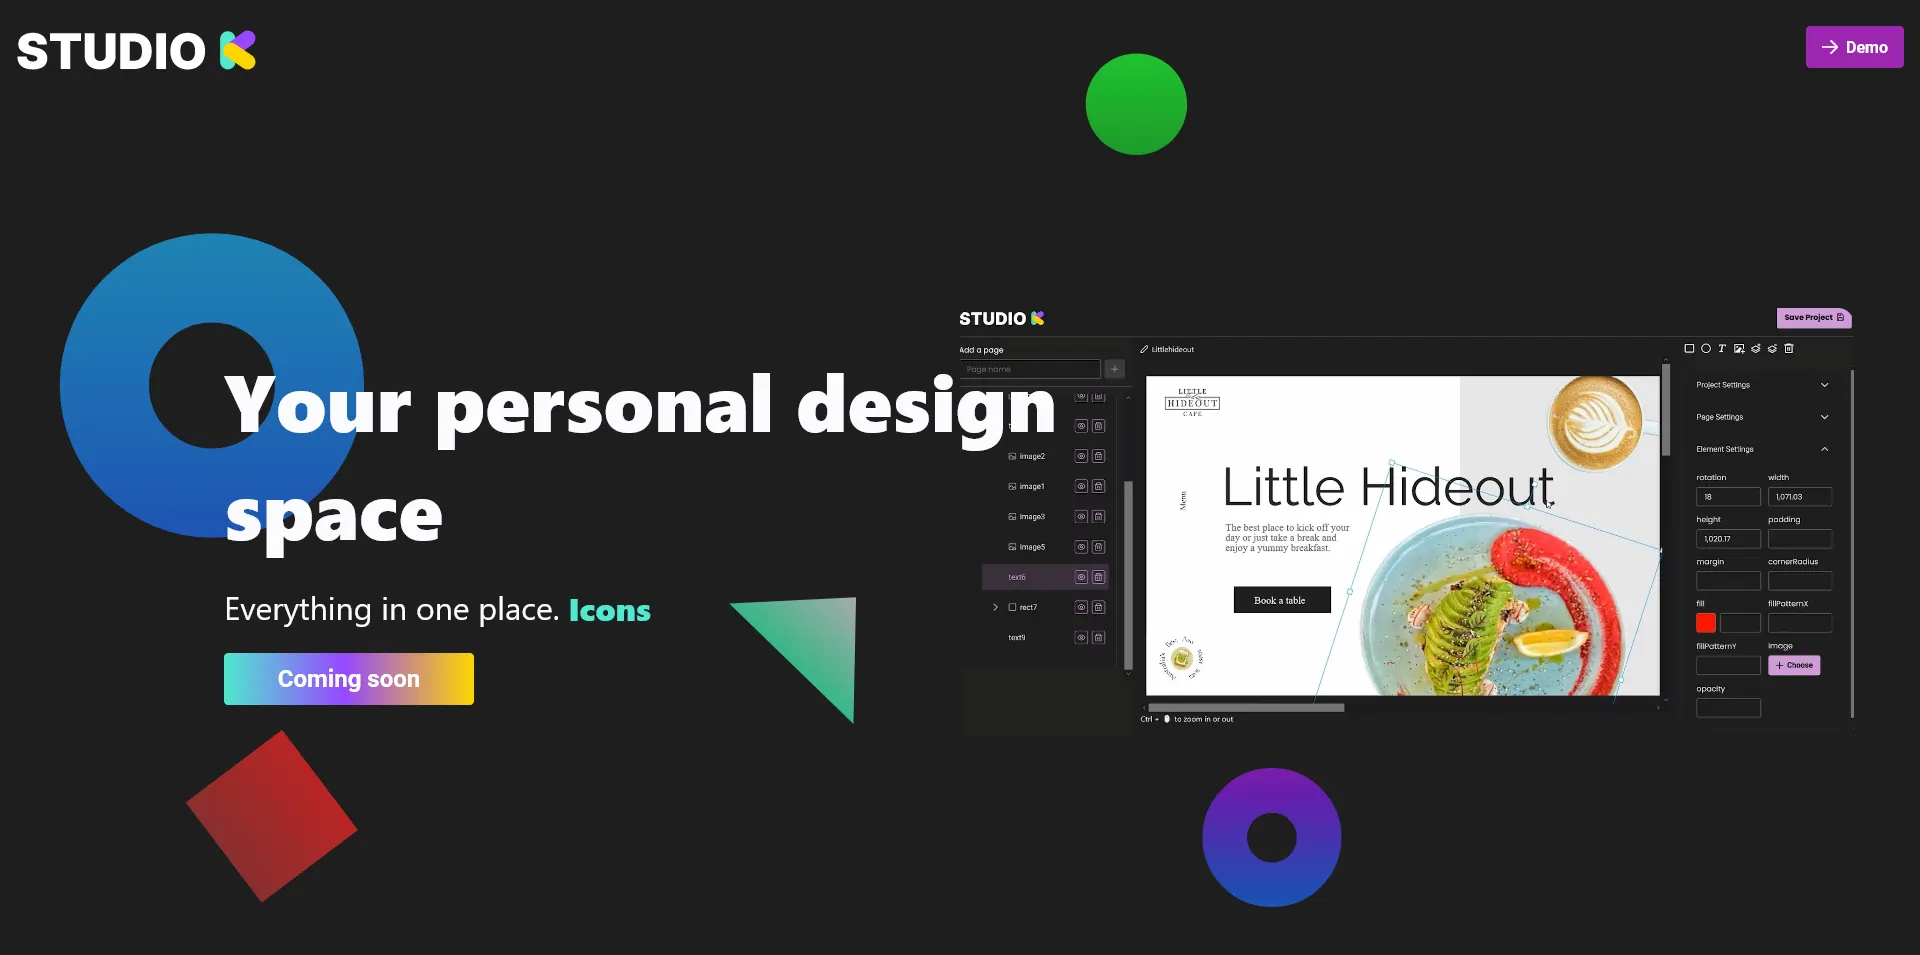 STUDIO
Demo
Your personal design
space
Everything in one place. Icons
Coming soon
STUDIO
Save Project
Add a page
Page name
image2
image1
image3
image5
text6
rect7
text9
Littlehideout
LITTLE
HIDEOUT
CAFE
Menu
Little Hideout
The best place to kick off your
day or just take a break and
enjoy a yummy breakfast.
Book a table
Ctrl + to zoom in or out
Project Settings
Page Settings
Element Settings
rotation width
18 1,071.03
height padding
1,020.17
margin cornerRadius
fill fillPatternX
fillPatternY image
Choose
opacity